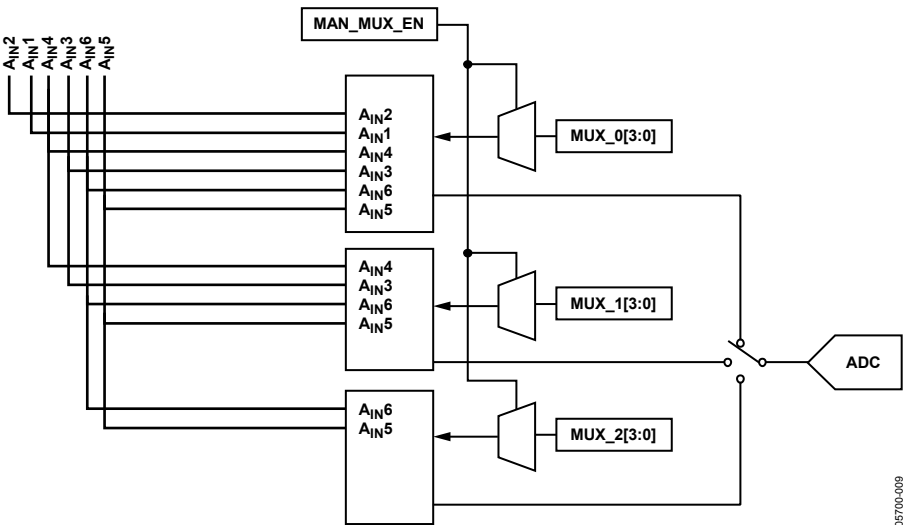 MAN_MUX_EN
AIN2
AIN1
AIN4
AIN3
AIN6
AIN5
AIN2
AIN1
AIN4
AIN3
AIN6
AIN5
MUX_0[3:0]
AIN4
AIN3
AIN6
AIN5
MUX_1[3:0]
ADC
AIN6
AIN5
MUX_2[3:0]
05700-009